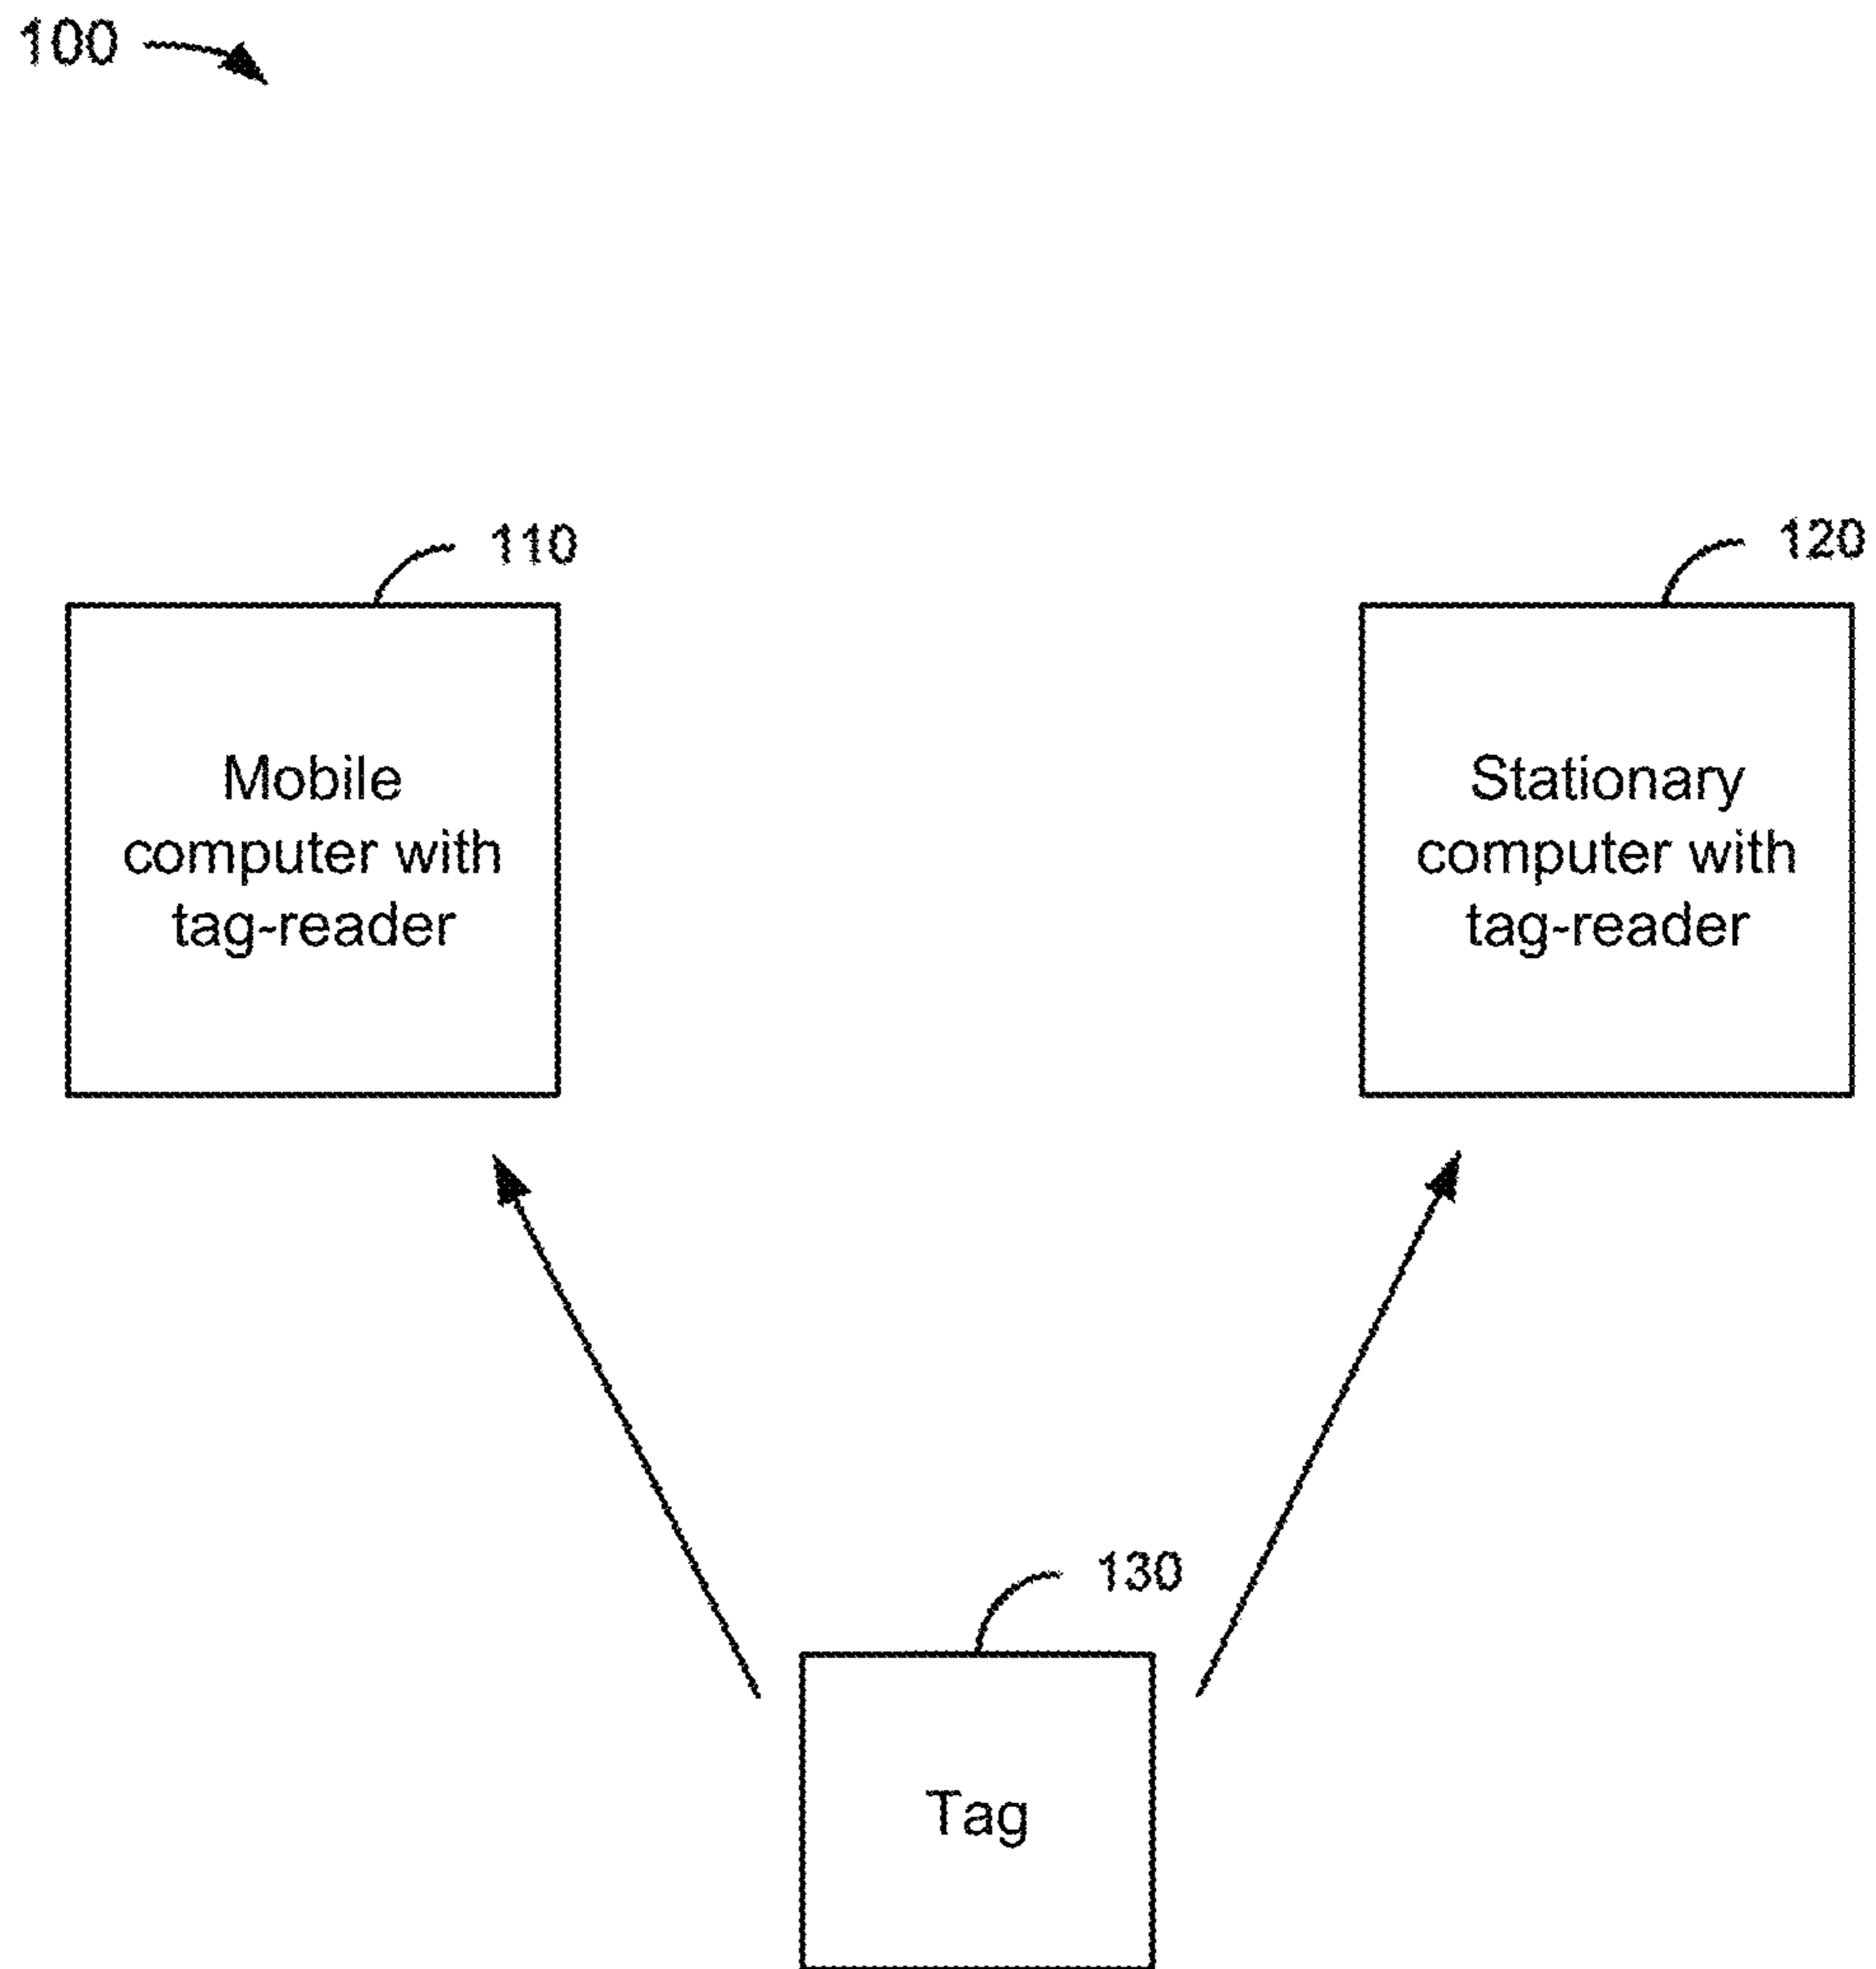 100
110
120
Mobile
computer with
tag-reader
Stationary
computer with
tag-reader
130
Tag